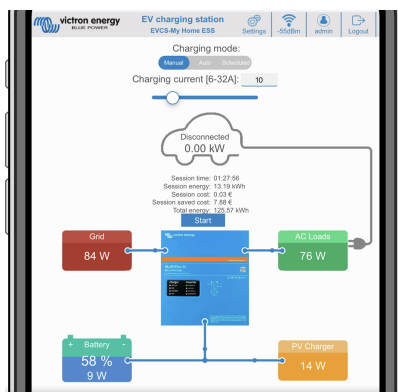 victron energy
BLUE POWER
EV charging station
EVCS-My Home ESS
Settings
-55dBm
admin
Logout
Charging mode:
Manual Auto Scheduled
Charging current [6-32A]: 10
Disconnected
0.00 kW
Session time: 01:27:56
Session energy: 13.19 kWh
Session cost: 0.03 €
Session saved cost: 7.88 €
Total energy: 125.57 kWh
Start
Grid
84 W
victron energy
AC Loads
76 W
+ Battery -
58 %
9 W
PV Charger
14 W